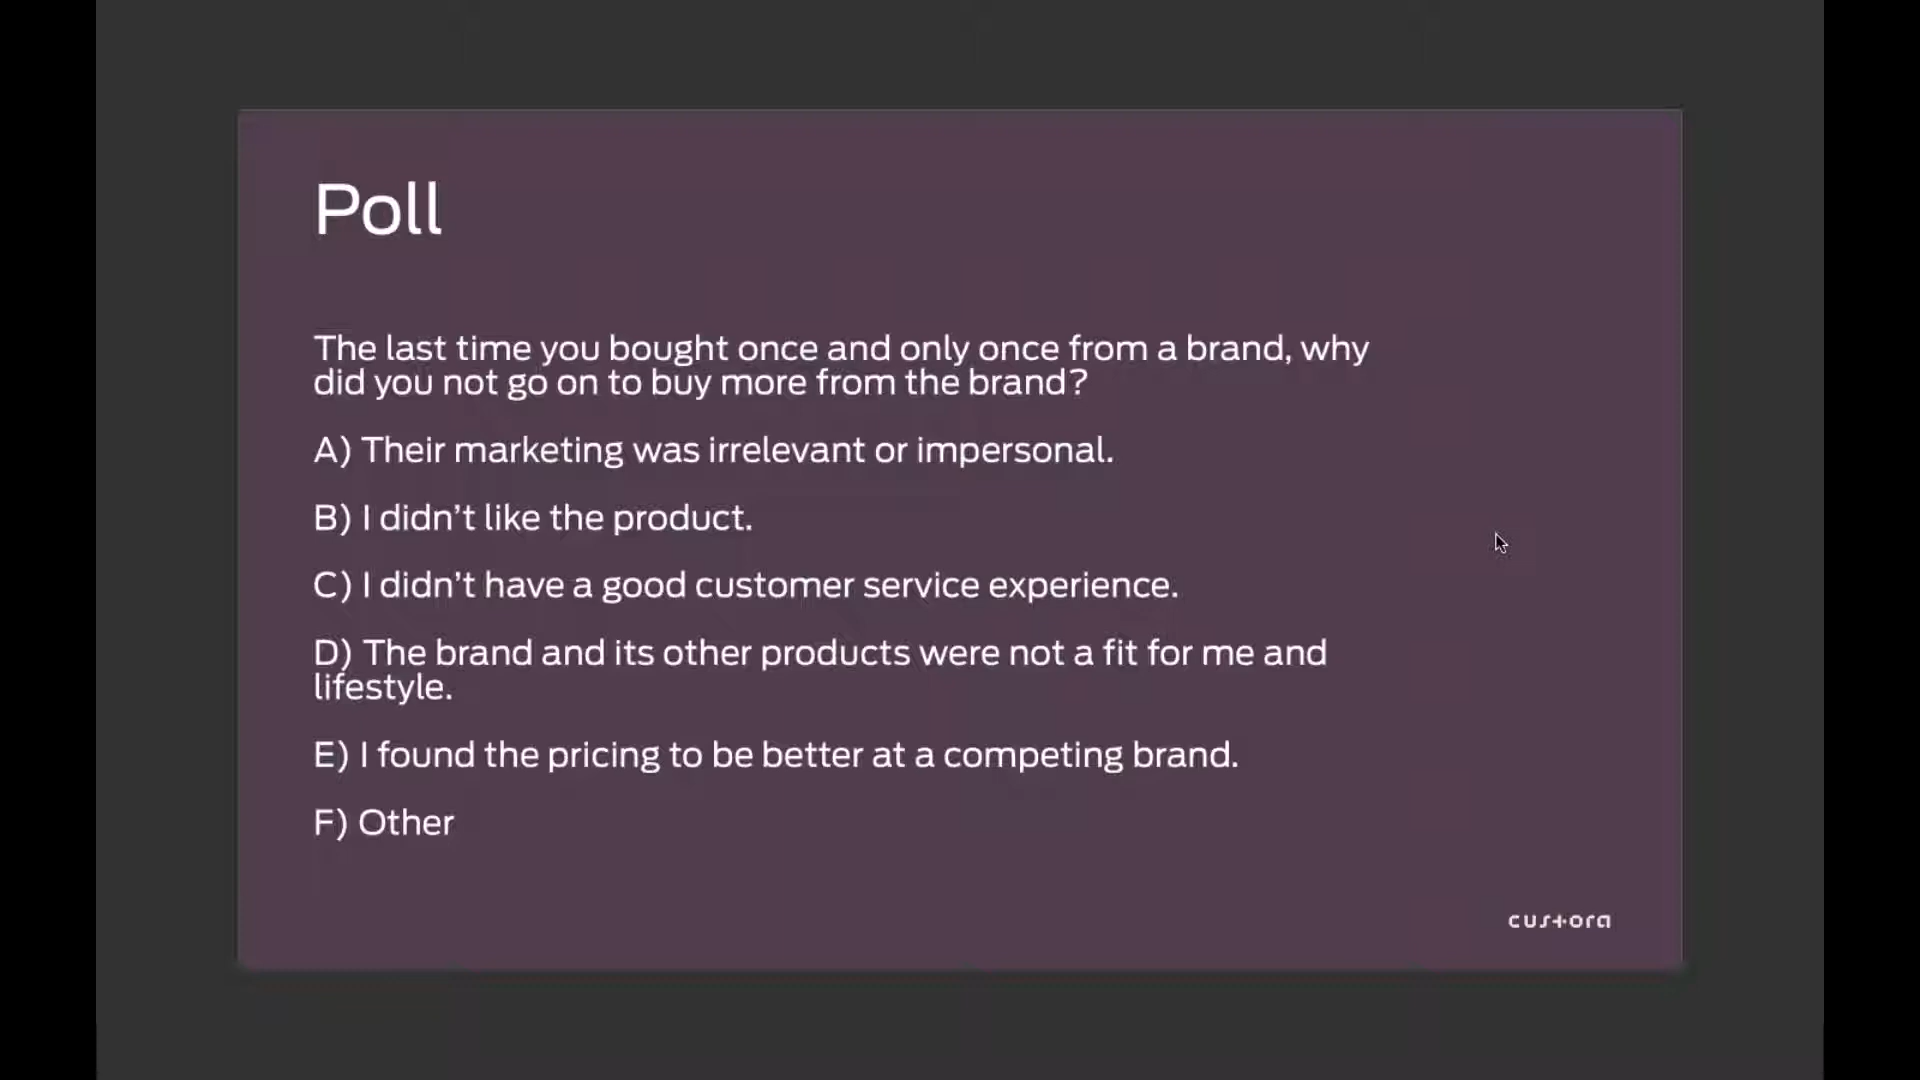 Poll
The last time you bought once and only once from a brand, why
did you not go on to buy more from the brand?
A) Their marketing was irrelevant or impersonal.
B) I didn’t like the product.
C) I didn’t have a good customer service experience.
D) The brand and its other products were not a fit for me and
lifestyle.
E) I found the pricing to be better at a competing brand.
F) Other
custora